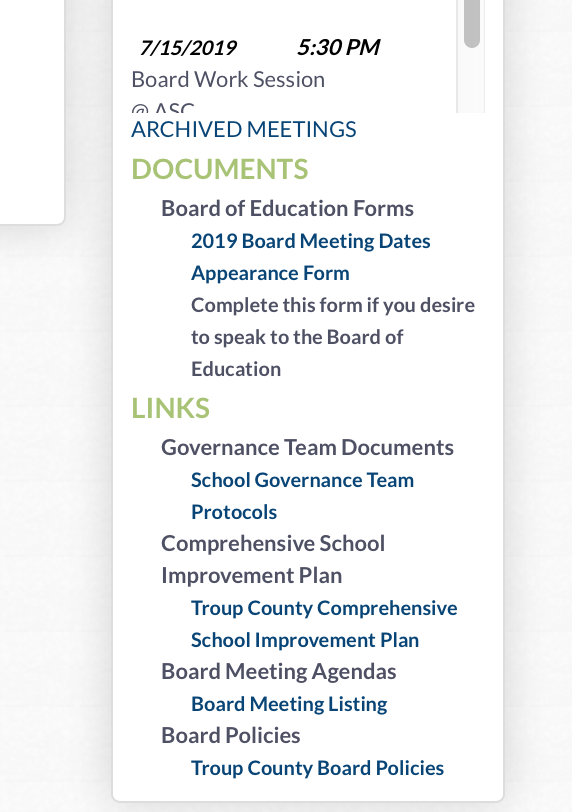 7/15/2019 5:30 PM
Board Work Session
@ ASC
ARCHIVED MEETINGS
DOCUMENTS
Board of Education Forms
2019 Board Meeting Dates
Appearance Form
Complete this form if you desire
to speak to the Board of
Education
LINKS
Governance Team Documents
School Governance Team
Protocols
Comprehensive School
Improvement Plan
Troup County Comprehensive
School Improvement Plan
Board Meeting Agendas
Board Meeting Listing
Board Policies
Troup County Board Policies